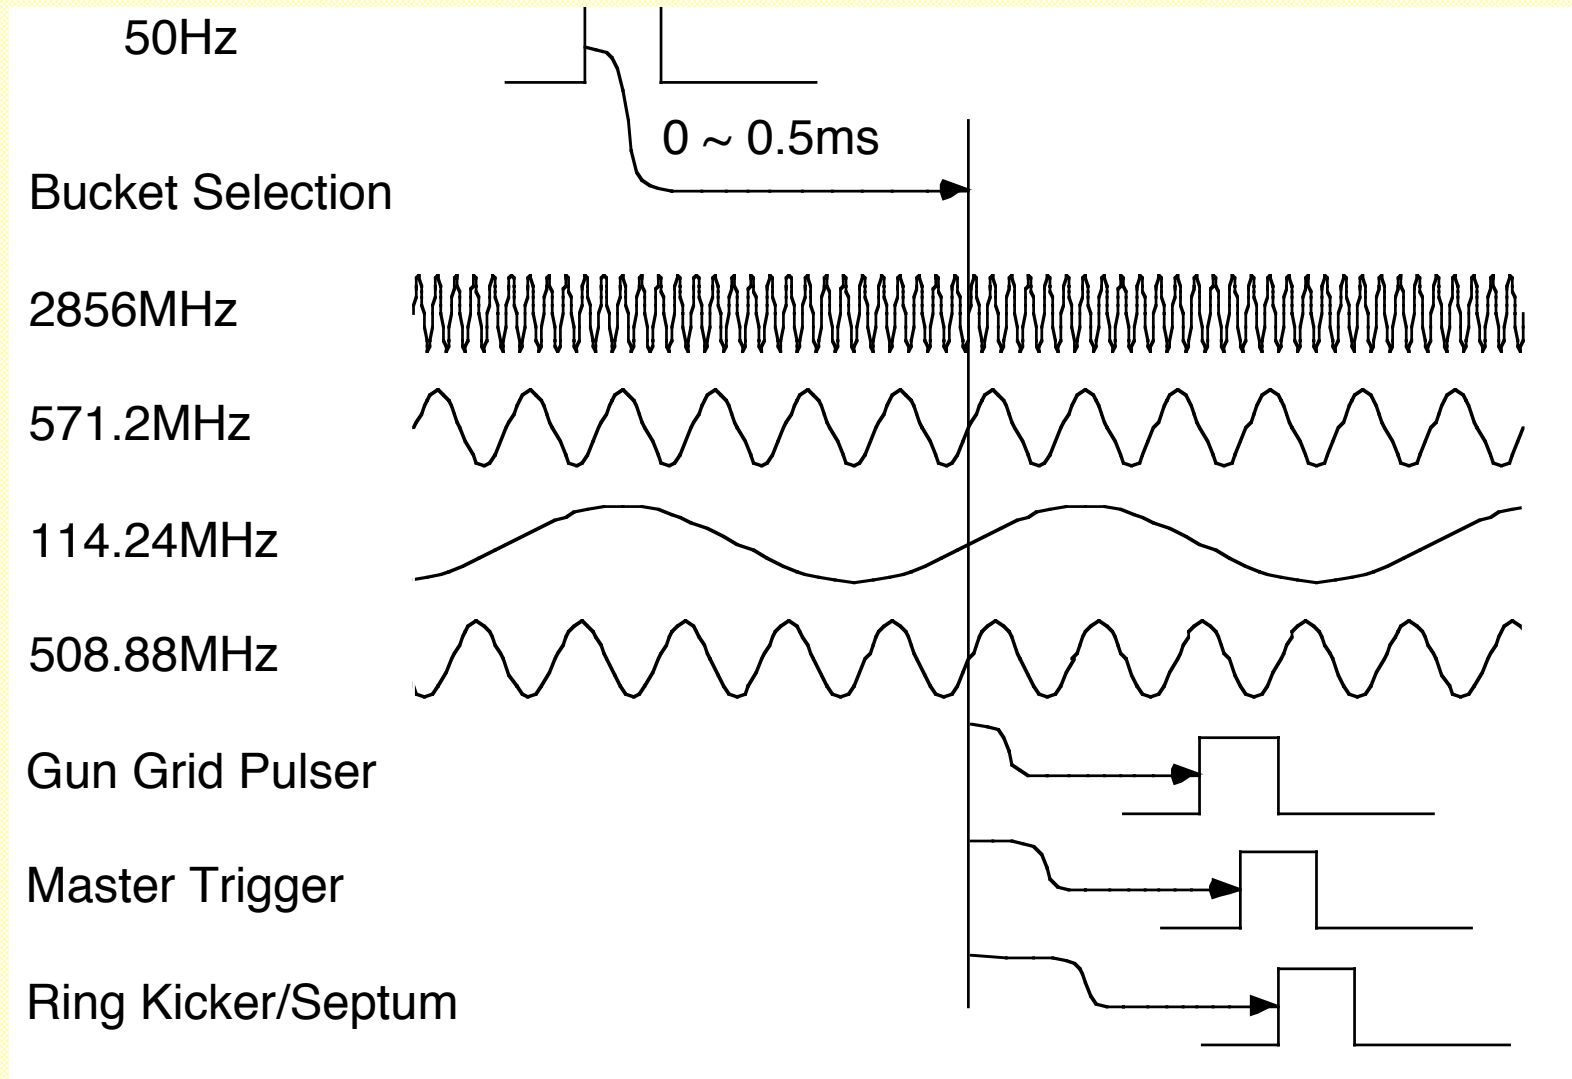 50Hz
0 ~ 0.5ms
Bucket Selection
2856MHz
571.2MHz
114.24MHz
508.88MHz
Gun Grid Pulser
Master Trigger
Ring Kicker/Septum